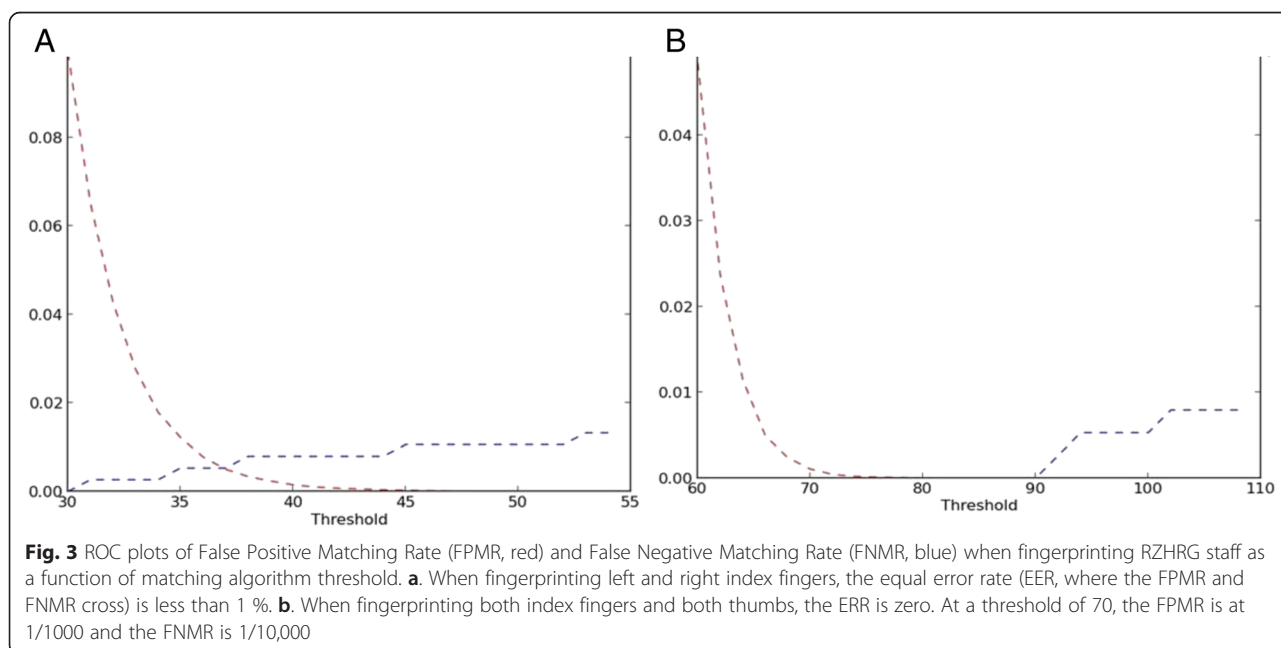 A
B
0.08
0.06
0.04
0.02
0.00
30 35 40 45 50 55
Threshold
0.04
0.03
0.02
0.01
0.00
60 70 80 90 100 110
Threshold
Fig. 3 ROC plots of False Positive Matching Rate (FPMR, red) and False Negative Matching Rate (FNMR, blue) when fingerprinting RZHRG staff as
a function of matching algorithm threshold. a. When fingerprinting left and right index fingers, the equal error rate (EER, where the FPMR and
FNMR cross) is less than 1 %. b. When fingerprinting both index fingers and both thumbs, the ERR is zero. At a threshold of 70, the FPMR is at
1/1000 and the FNMR is 1/10,000